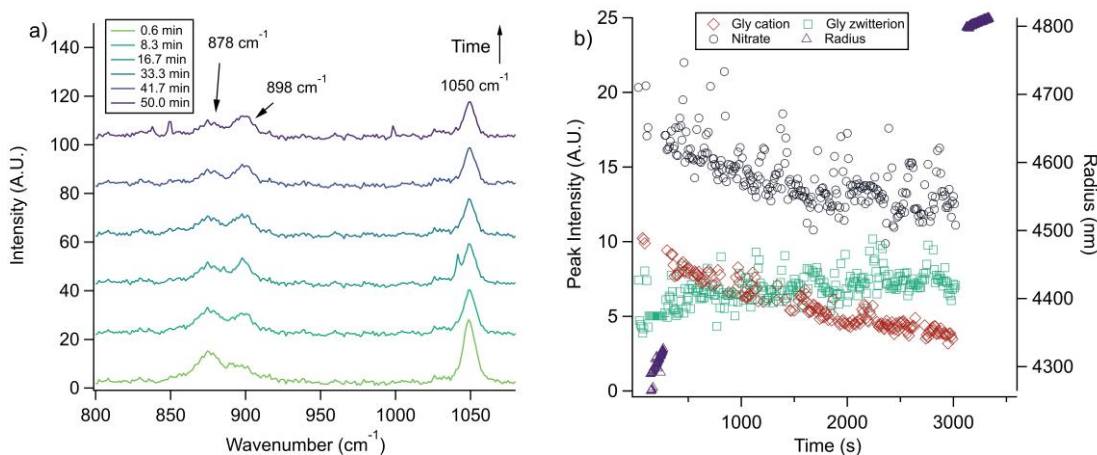 a)
0.6 min
8.3 min
16.7 min
33.3 min
41.7 min
50.0 min
878 cm⁻¹
898 cm⁻¹
Time
1050 cm⁻¹
140
120
100
80
60
40
20
0
Intensity (A.U.)
800 850 900 950 1000 1050
Wavenumber (cm⁻¹)
b)
Gly cation Gly zwitterion
Nitrate Radius
25
20
15
10
5
0
Peak Intensity (A.U.)
4800
4700
4600
4500
4400
4300
Radius (nm)
1000 2000 3000
Time (s)